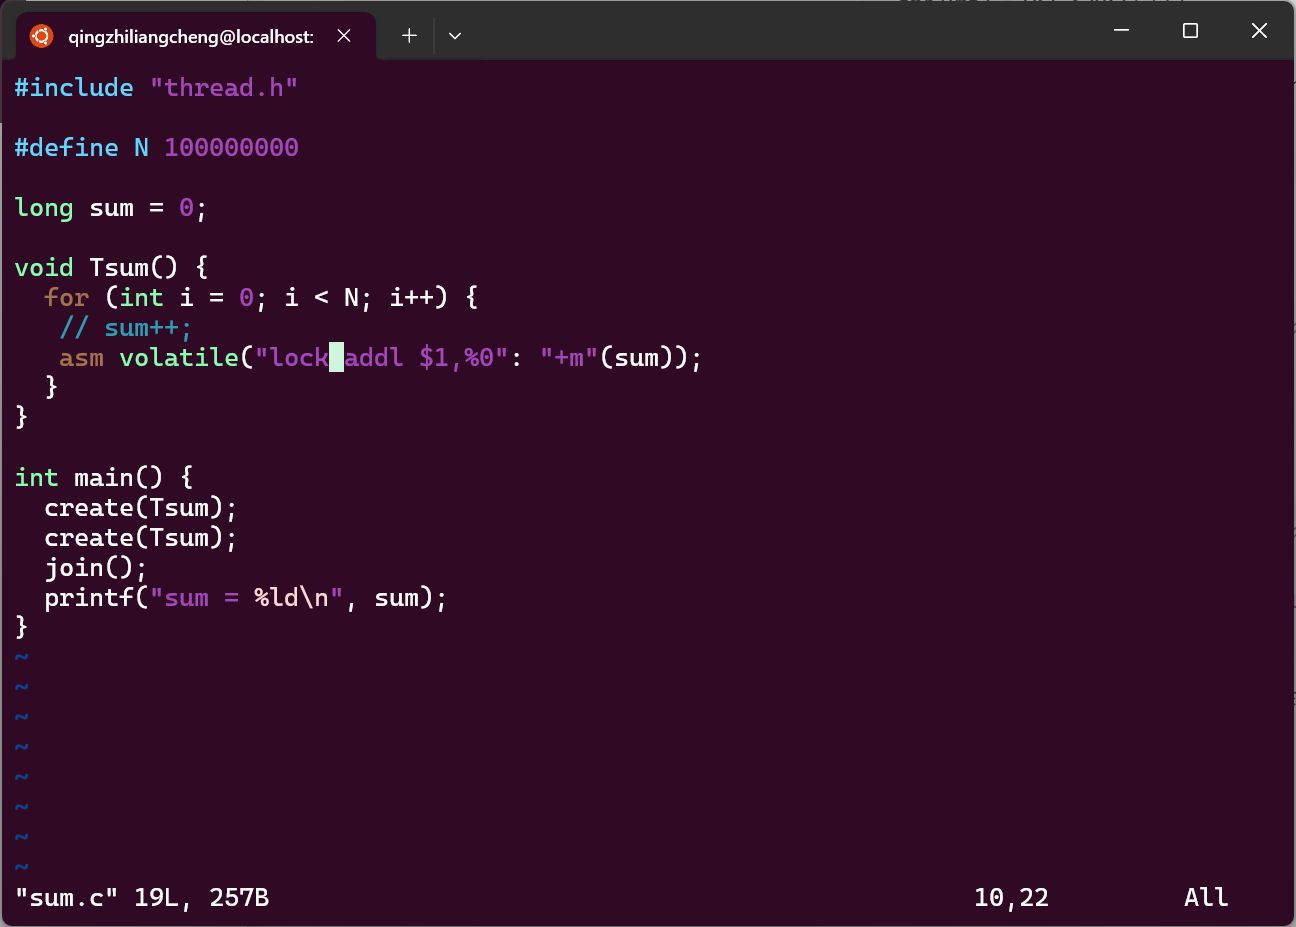 qingzhiliangcheng@localhost:
#include "thread.h"
#define N 100000000
long sum = 0;
void Tsum() {
  for (int i = 0; i < N; i++) {
   // sum++;
   asm volatile("lock addl $1,%0": "+m"(sum));
  }
}
int main() {
  create(Tsum);
  create(Tsum);
  join();
  printf("sum = %ld\n", sum);
}
~
~
~
~
~
~
~
~
"sum.c" 19L, 257B 10,22 All